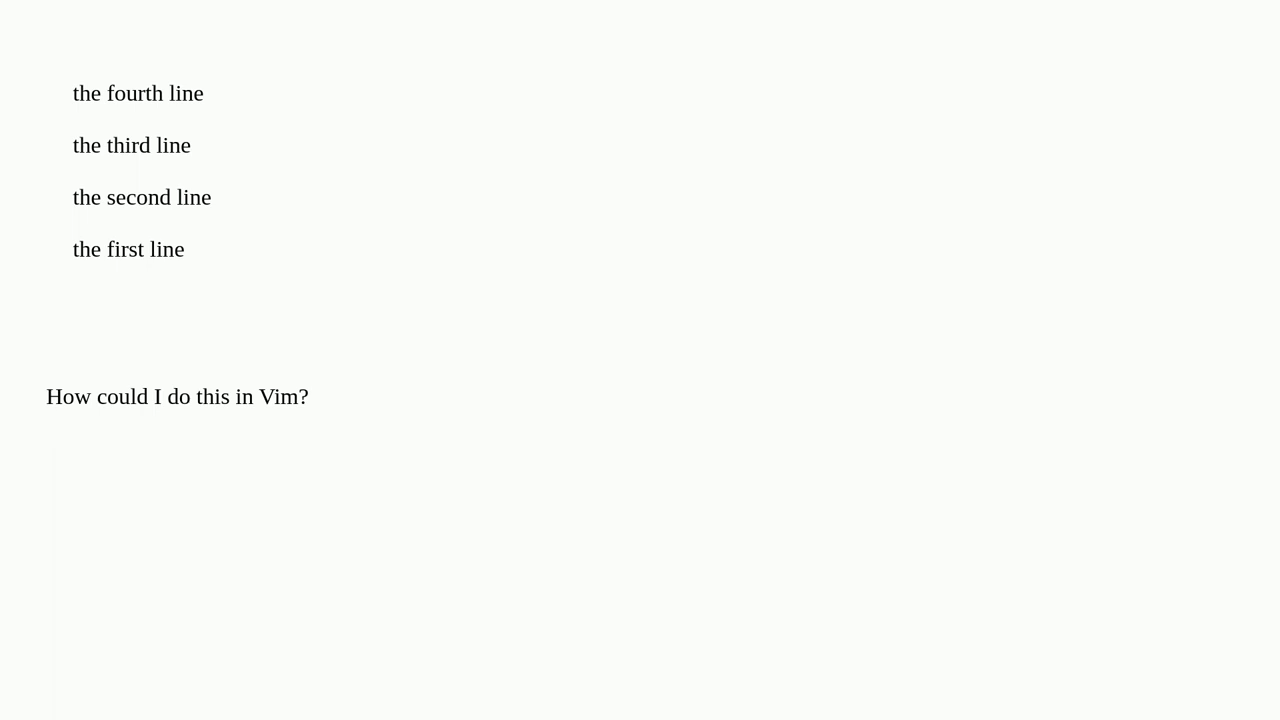 the fourth line
the third line
the second line
the first line
How could I do this in Vim?